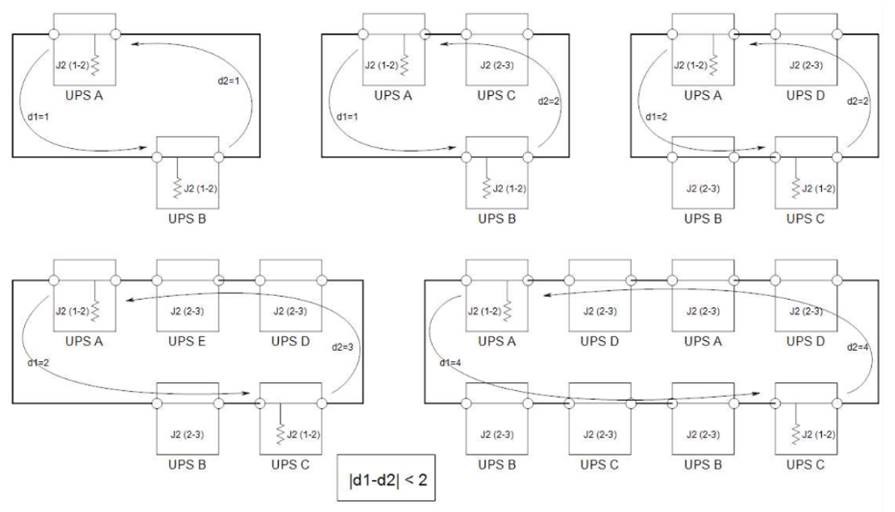 J2 (1-2)
UPS A
d1=1
d2=1
J2 (1-2)
UPS B
J2 (1-2)
J2 (2-3)
UPS A
UPS C
d1=1
d2=2
J2 (1-2)
UPS B
J2 (1-2)
J2 (2-3)
UPS A
UPS D
d1=2
d2=2
J2 (2-3)
J2 (1-2)
UPS B
UPS C
J2 (1-2)
J2 (2-3)
J2 (2-3)
UPS A
UPS E
UPS D
d1=2
d2=3
J2 (2-3)
J2 (1-2)
UPS B
UPS C
J2 (1-2)
J2 (2-3)
J2 (2-3)
J2 (2-3)
UPS A
UPS D
UPS A
UPS D
d1=4
d2=4
J2 (2-3)
J2 (2-3)
J2 (2-3)
J2 (1-2)
UPS B
UPS C
UPS B
UPS C
|d1-d2| < 2